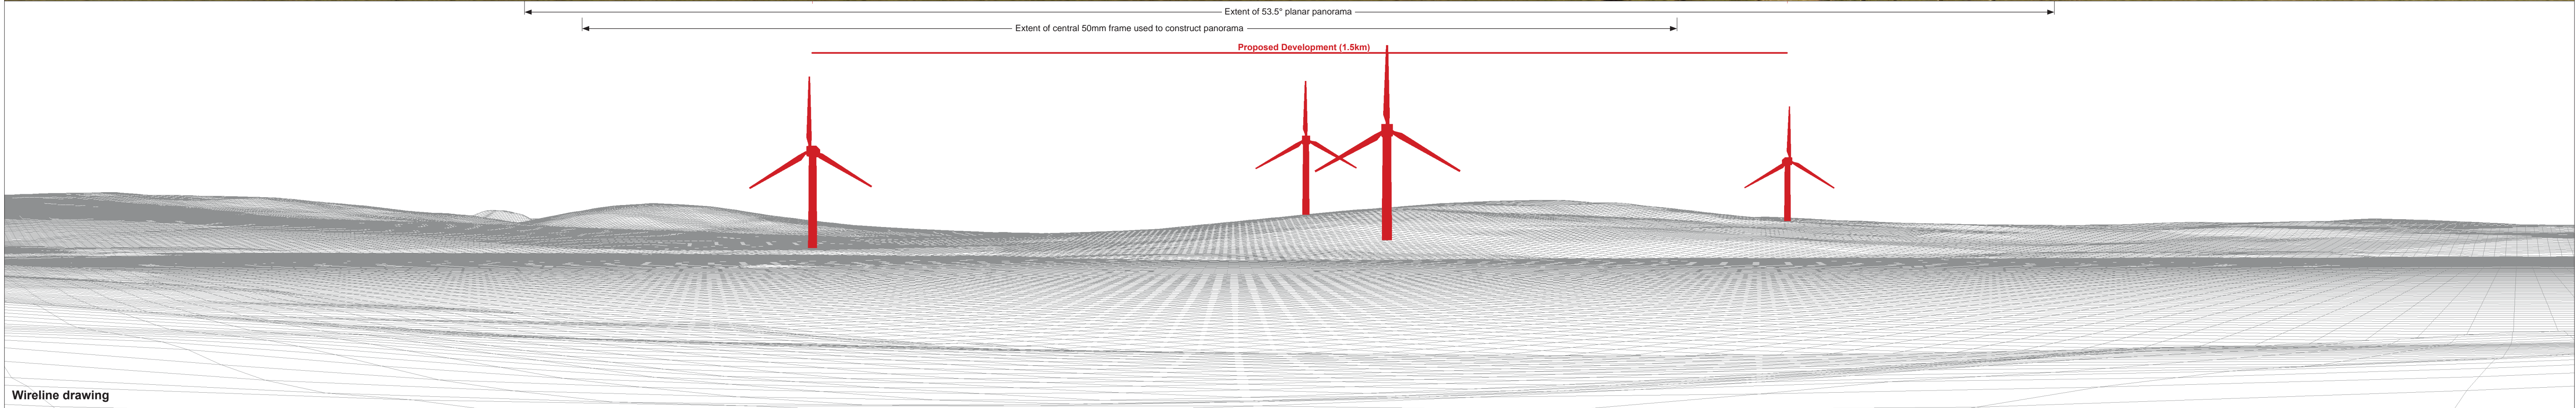 Extent of 53.5° planar panorama
Extent of central 50mm frame used to construct panorama
Proposed Development (1.5km)
Wireline drawing